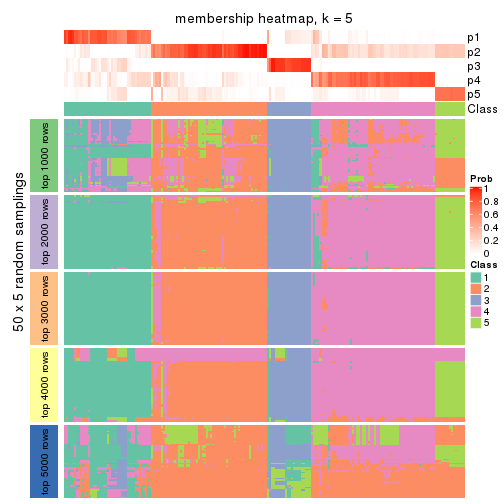 membership heatmap, k = 5
p1
p2
p3
p4
p5
Class
50 x 5 random samplings
top 1000 rows
top 2000 rows
top 3000 rows
top 4000 rows
top 5000 rows
Prob
1
0.8
0.6
0.4
0.2
0
Class
1
2
3
4
5